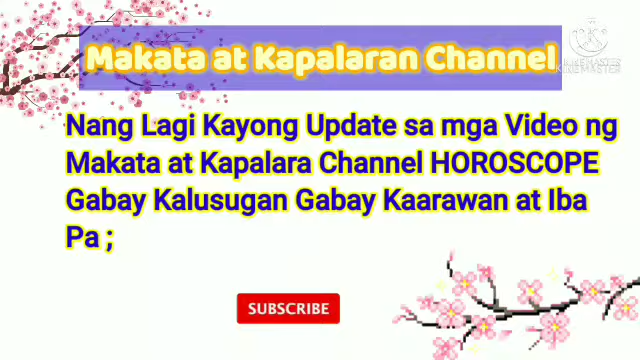 Makata at Kapalaran Channel
KINEMASTER
Nang Lagi Kayong Update sa mga Video ng
Makata at Kapalara Channel HOROSCOPE
Gabay Kalusugan Gabay Kaarawan at Iba
Pa ;
SUBSCRIBE